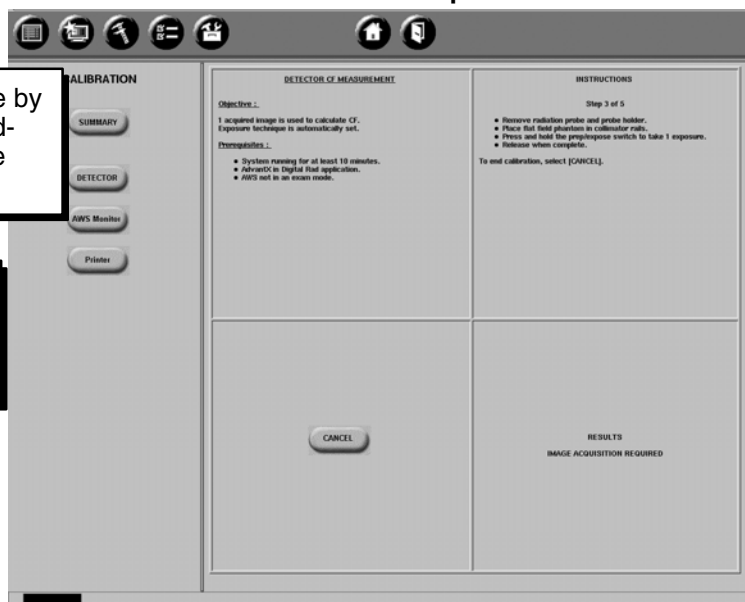 ALIBRATION
e by
d-
e
SUMMARY
DETECTOR
AWS Monitor
Printer
DETECTOR CF MEASUREMENT
Objective :
1 acquired image is used to calculate CF.
Exposure technique is automatically set.
Prerequisites :
• System running for at least 10 minutes.
• AdvantX in Digital Rad application.
• AWS not in an exam mode.
INSTRUCTIONS
Step 3 of 5
• Remove radiation probe and probe holder.
• Place flat field phantom in collimator rails.
• Press and hold the prep/expose switch to take 1 exposure.
• Release when complete.
To end calibration, select [CANCEL].
CANCEL
RESULTS
IMAGE ACQUISITION REQUIRED